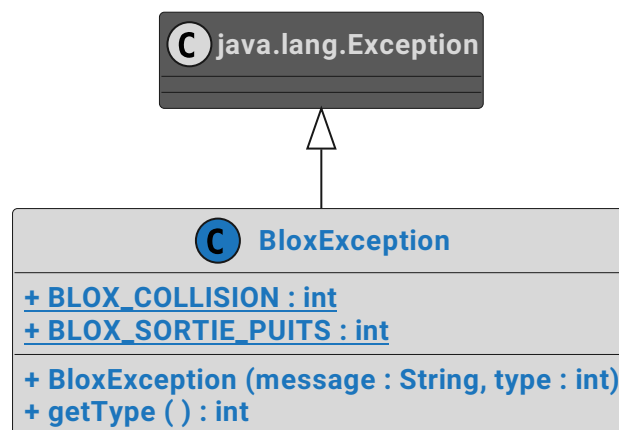 C java.lang.Exception
C BloxException
+ BLOX_COLLISION : int
+ BLOX_SORTIE_PUITS : int
+ BloxException (message : String, type : int)
+ getType ( ) : int